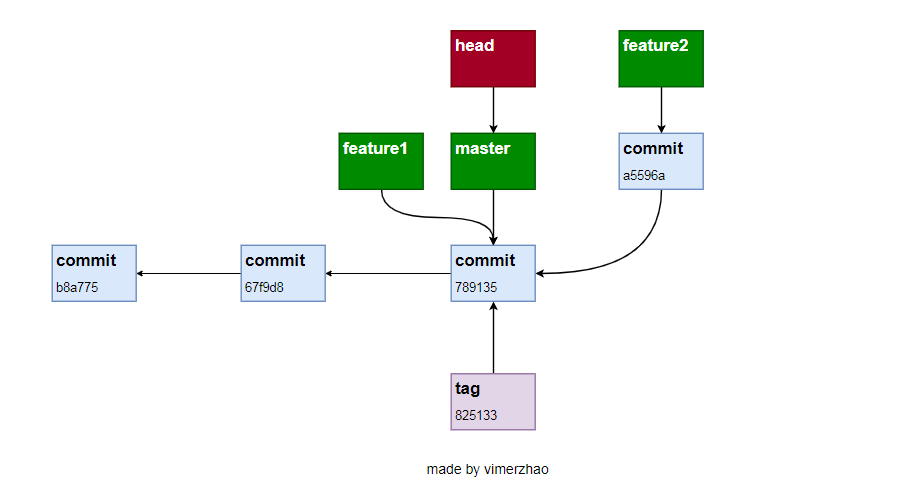 head
feature2
feature1
master
commit
a5596a
commit
b8a775
commit
67f9d8
commit
789135
tag
825133
made by vimerzhao